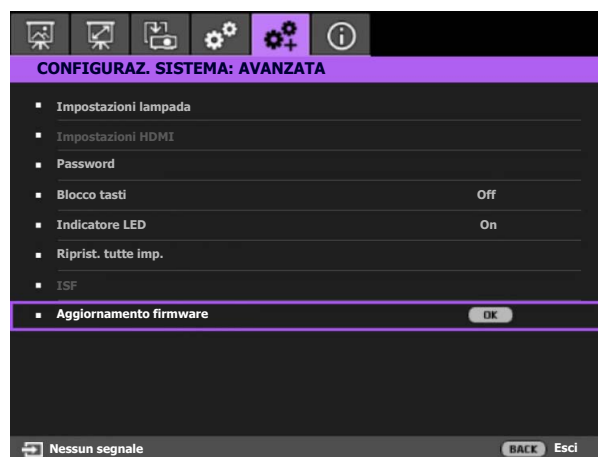 CONFIGURAZ. SISTEMA: AVANZATA
Impostazioni lampada
Impostazioni HDMI
Password
Blocco tasti Off
Indicatore LED On
Riprist. tutte imp.
ISF
Aggiornamento firmware OK
Nessun segnale BACK Esci